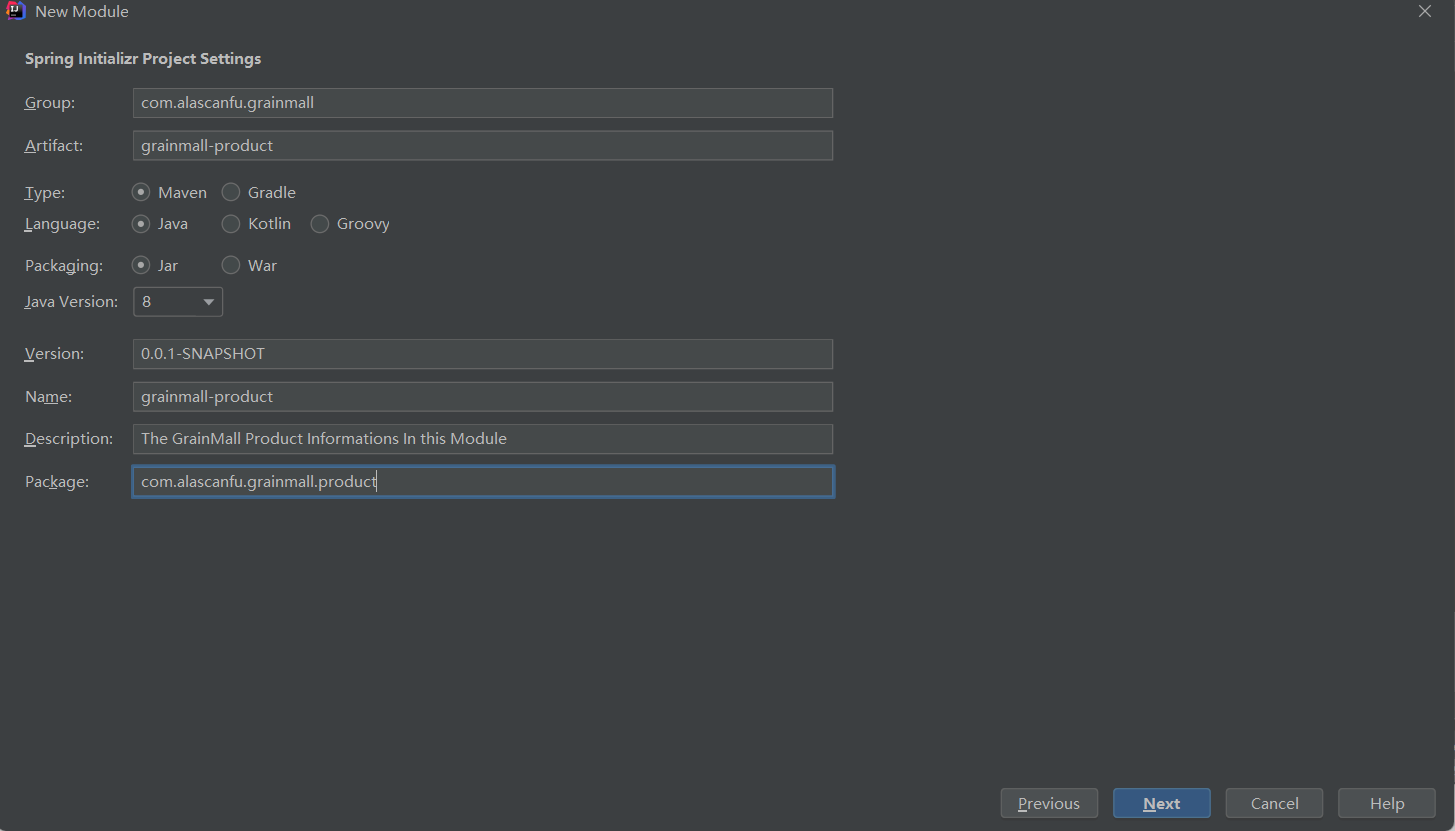 New Module
Spring Initializr Project Settings
Group: com.alascanfu.grainmall
Artifact: grainmall-product
Type: Maven Gradle
Language: Java Kotlin Groovy
Packaging: Jar War
Java Version: 8
Version: 0.0.1-SNAPSHOT
Name: grainmall-product
Description: The GrainMall Product Informations In this Module
Package: com.alascanfu.grainmall.product
Previous Next Cancel Help